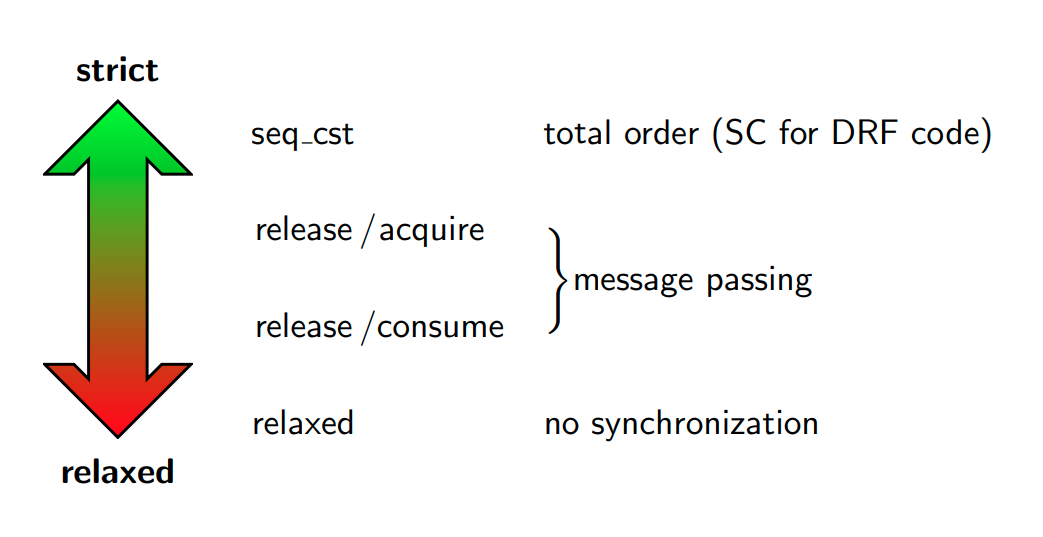 strict
seq_cst total order (SC for DRF code)
release/acquire
message passing
release/consume
relaxed no synchronization
relaxed